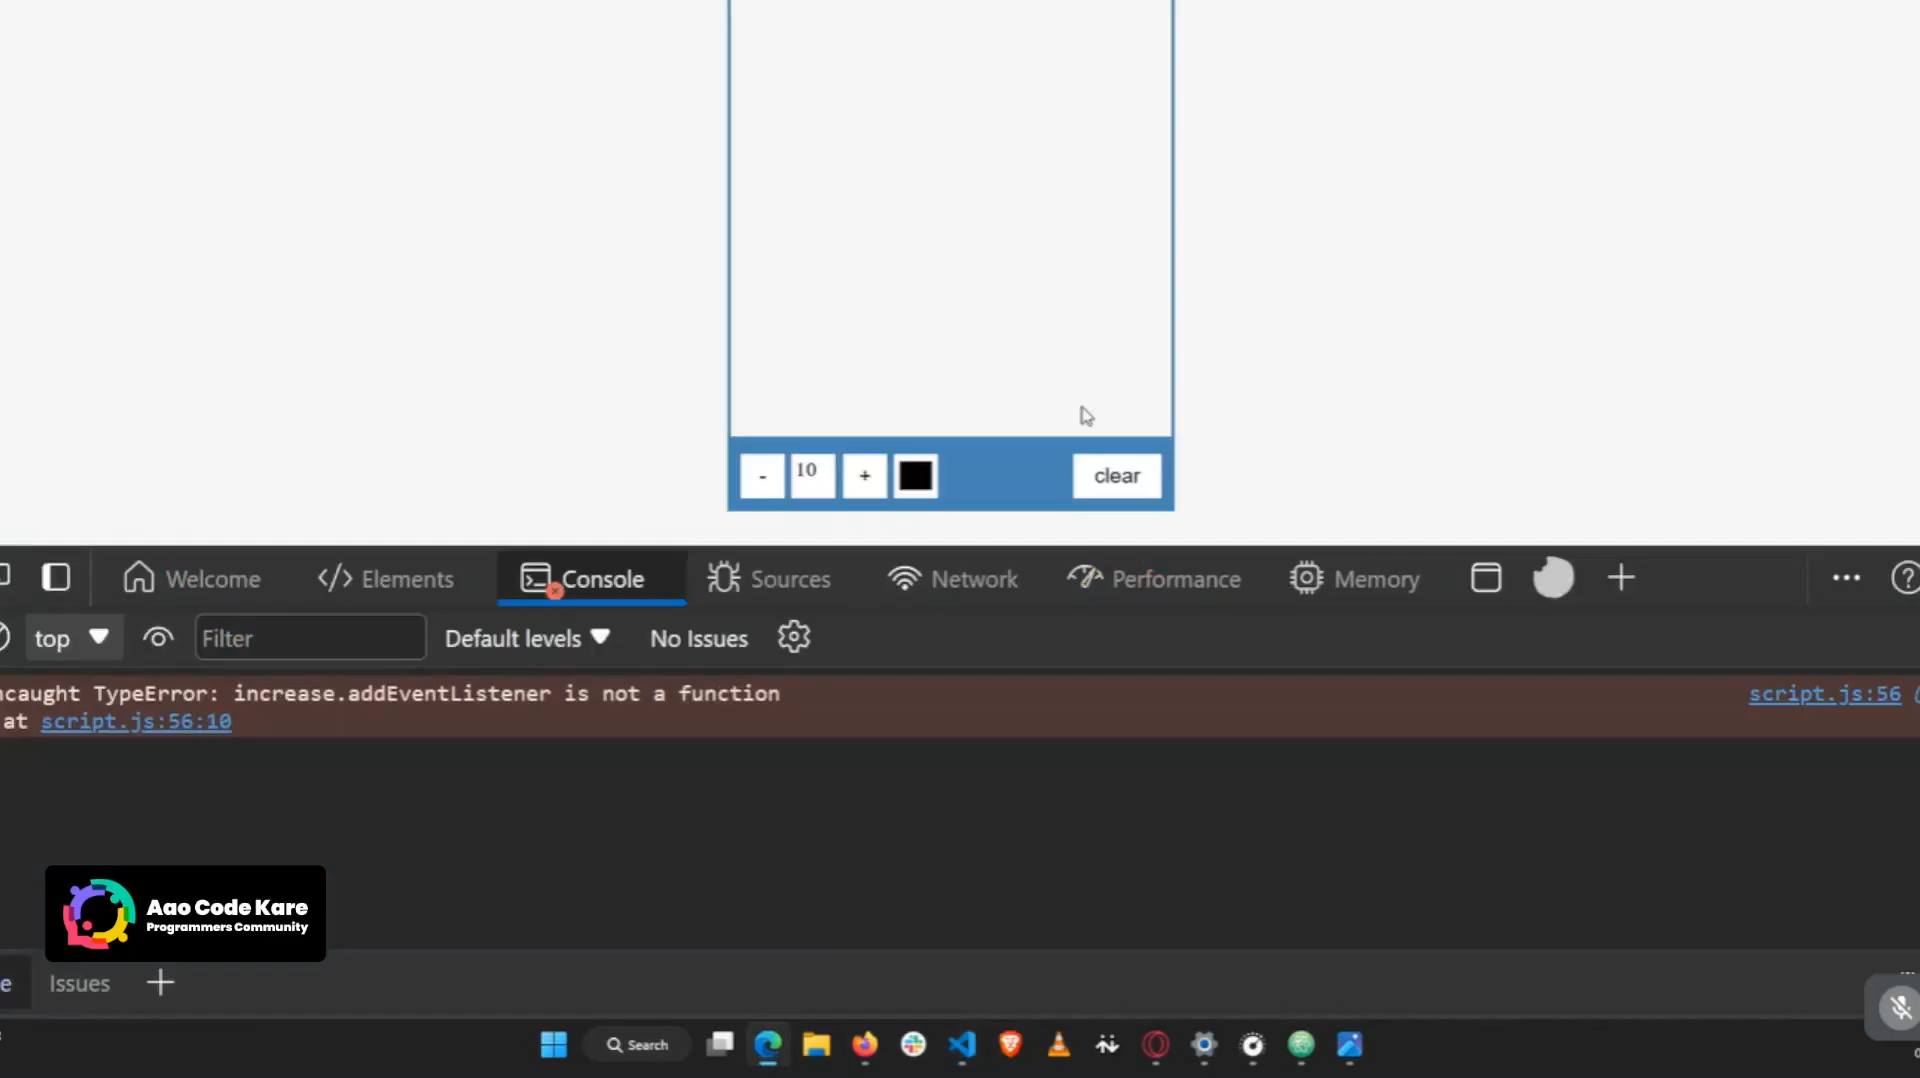 -
10
+
clear
Welcome
</> Elements
Console
Sources
Network
Performance
Memory
top
Filter
Default levels
No Issues
ncaught TypeError: increase.addEventListener is not a function
script.js:56
at script.js:56:10
Aao Code Kare
Programmers Community
e
Issues
Search